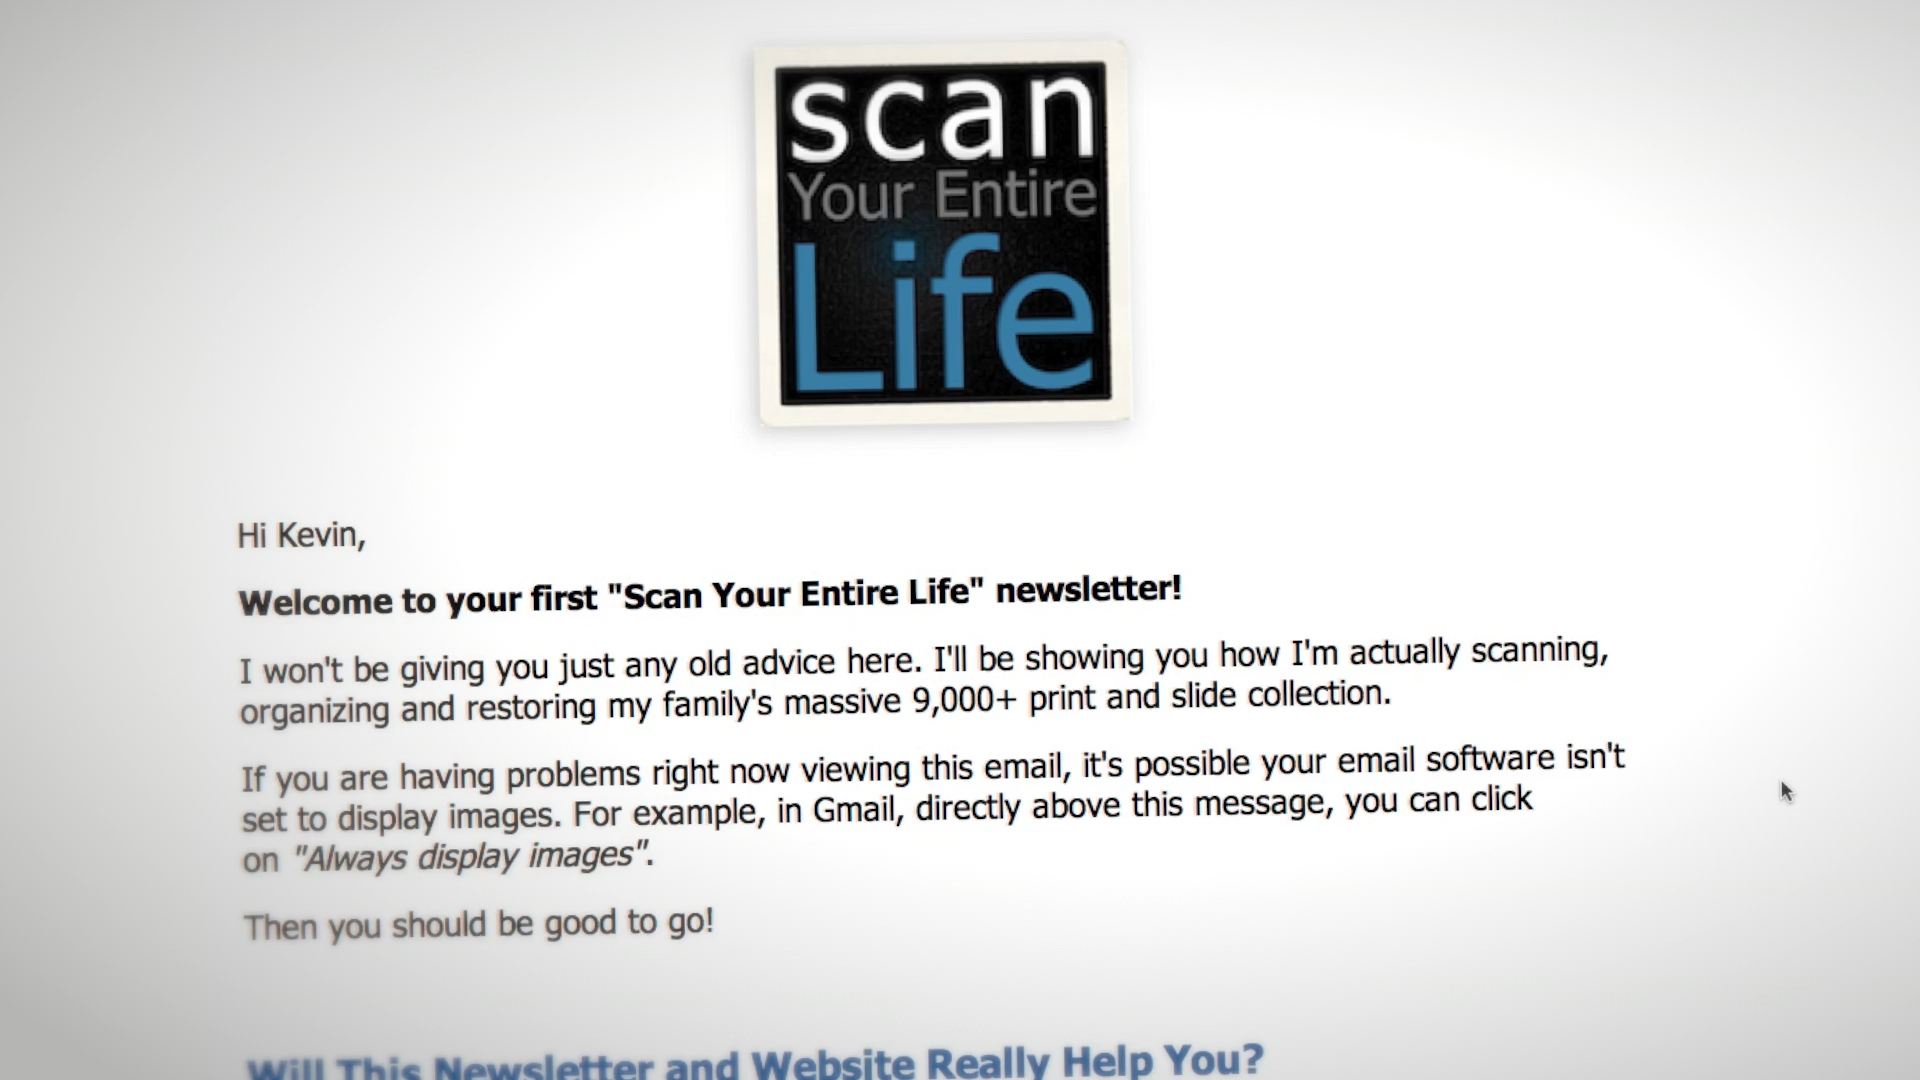 scan
Your Entire
Life
Hi Kevin,
Welcome to your first "Scan Your Entire Life" newsletter!
I won't be giving you just any old advice here. I'll be showing you how I'm actually scanning,
organizing and restoring my family's massive 9,000+ print and slide collection.
If you are having problems right now viewing this email, it's possible your email software isn't
set to display images. For example, in Gmail, directly above this message, you can click
on "Always display images".
Then you should be good to go!
Will This Newsletter and Website Really Help You?